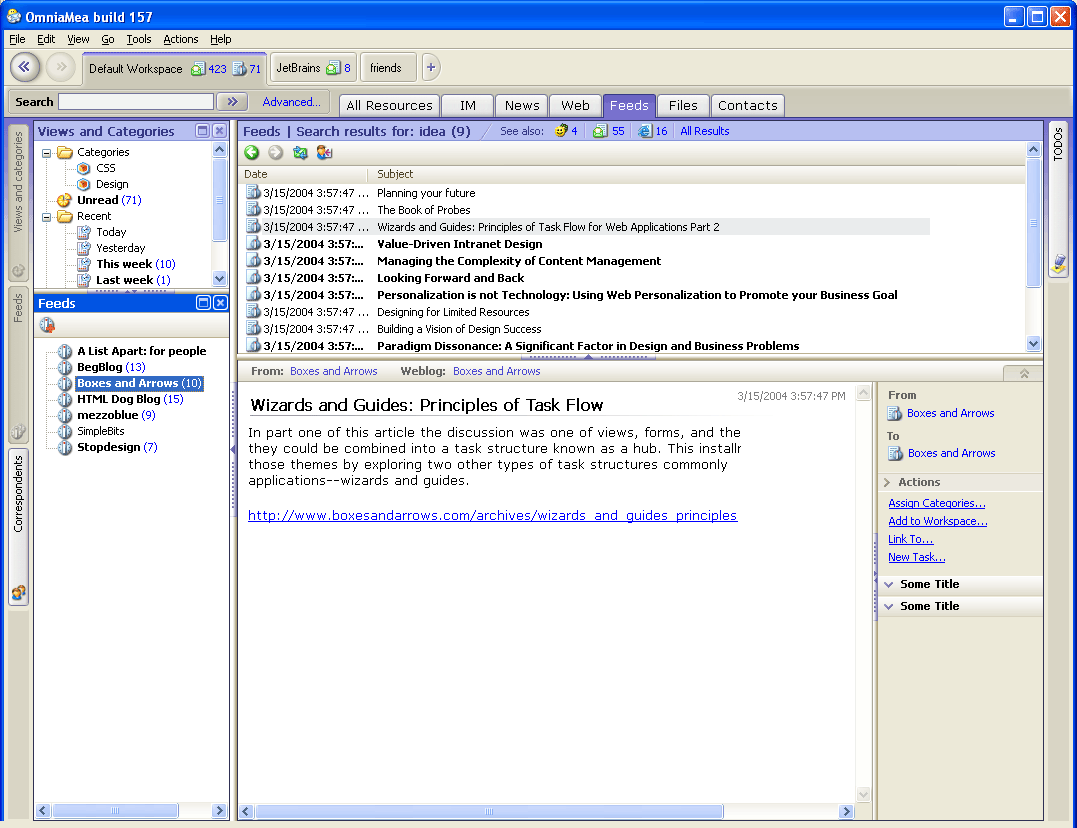 OmniaMea build 157
File Edit View Go Tools Actions Help
Default Workspace 423 71 JetBrains 8 friends +
Search Advanced...
All Resources IM News Web Feeds Files Contacts
Views and categories
Feeds
Correspondents
Views and Categories
Categories
CSS
Design
Unread (71)
Recent
Today
Yesterday
This week (10)
Last week (1)
Feeds
A List Apart: for people
BegBlog (13)
Boxes and Arrows (10)
HTML Dog Blog (15)
mezzoblue (9)
SimpleBits
Stopdesign (7)
Feeds | Search results for: idea (9) See also: 4 55 16 All Results
Date Subject
3/15/2004 3:57:47 ... Planning your future
3/15/2004 3:57:47 ... The Book of Probes
3/15/2004 3:57:47 ... Wizards and Guides: Principles of Task Flow for Web Applications Part 2
3/15/2004 3:57:... Value-Driven Intranet Design
3/15/2004 3:57:... Managing the Complexity of Content Management
3/15/2004 3:57:... Looking Forward and Back
3/15/2004 3:57:... Personalization is not Technology: Using Web Personalization to Promote your Business Goal
3/15/2004 3:57:47 ... Designing for Limited Resources
3/15/2004 3:57:47 ... Building a Vision of Design Success
3/15/2004 3:57:... Paradigm Dissonance: A Significant Factor in Design and Business Problems
From: Boxes and Arrows Weblog: Boxes and Arrows
3/15/2004 3:57:47 PM
Wizards and Guides: Principles of Task Flow
In part one of this article the discussion was one of views, forms, and the
they could be combined into a task structure known as a hub. This installr
those themes by exploring two other types of task structures commonly
applications--wizards and guides.
http://www.boxesandarrows.com/archives/wizards_and_guides_principles
From
Boxes and Arrows
To
Boxes and Arrows
Actions
Assign Categories...
Add to Workspace...
Link To...
New Task...
Some Title
Some Title
TODOs